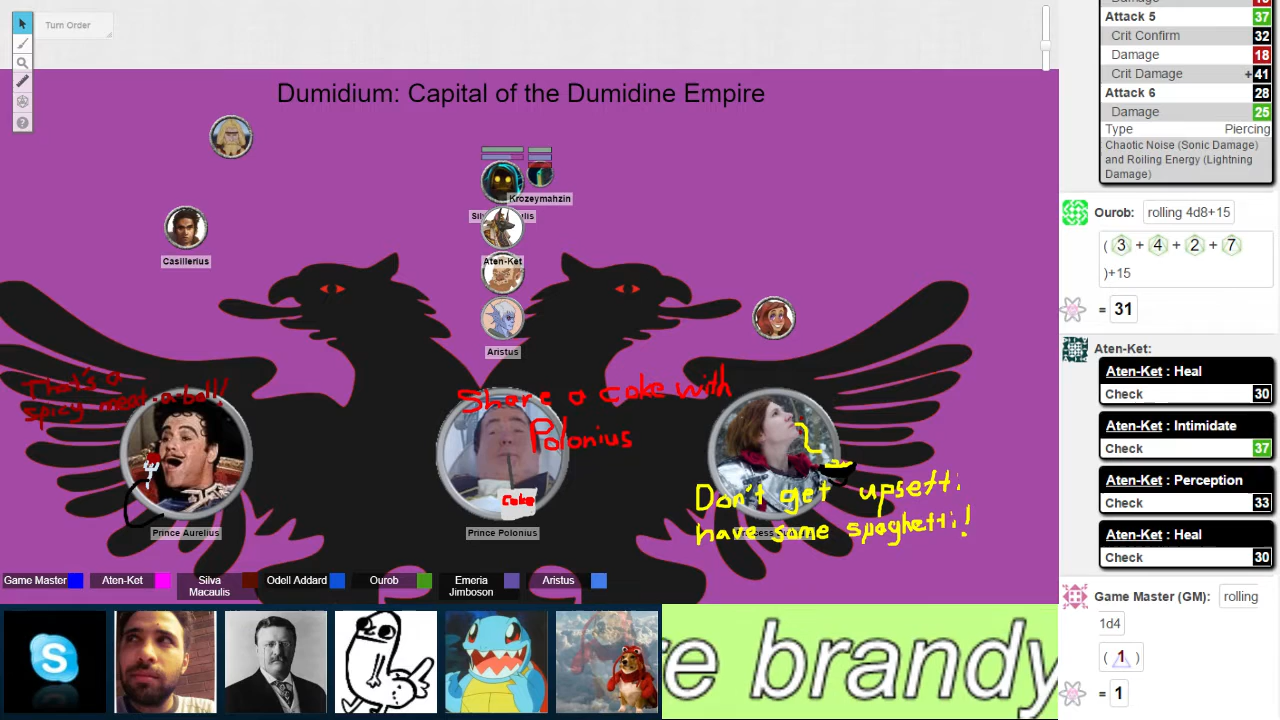 Turn Order
Dumidium: Capital of the Dumidine Empire
Krozeymahzin
Casillerius
Aten-Ket
Aristus
That's a
spicy meat-a-ball!
Share a coke with
Polonius
Coke
Don't get upsetti
have some spaghetti!
Prince Aurelius
Prince Polonius
Game Master
Aten-Ket
Silva
Macaulis
Odell Addard
Ourob
Emeria
Jimboson
Aristus
S
re brandy
Attack 5 37
Crit Confirm 32
Damage 18
Crit Damage +41
Attack 6 28
Damage 25
Type Piercing
Chaotic Noise (Sonic Damage)
and Roiling Energy (Lightning
Damage)
Ourob: rolling 4d8+15
( 3 + 4 + 2 + 7
)+15
= 31
Aten-Ket:
Aten-Ket : Heal
Check 30
Aten-Ket : Intimidate
Check 37
Aten-Ket : Perception
Check 33
Aten-Ket : Heal
Check 30
Game Master (GM): rolling
1d4
( 1 )
= 1